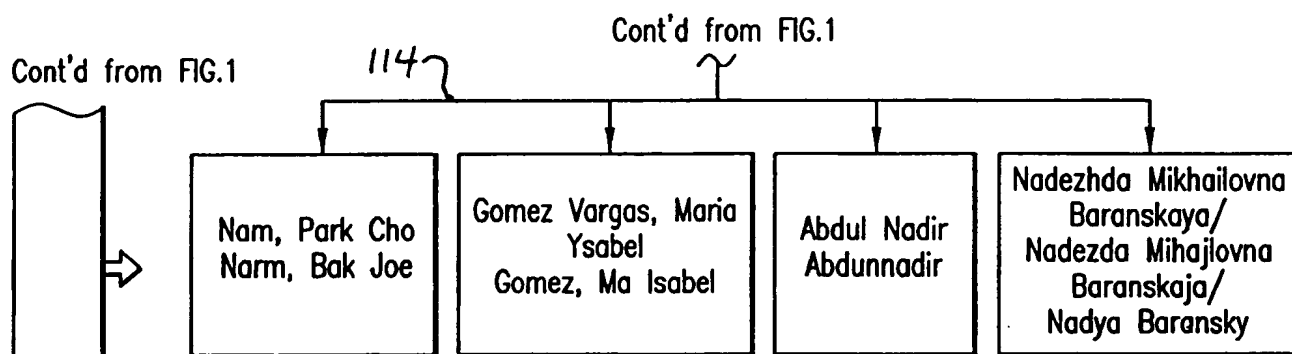 Cont'd from FIG.1
Cont'd from FIG.1
114
Nam, Park Cho
Narm, Bak Joe
Gomez Vargas, Maria
Ysabel
Gomez, Ma Isabel
Abdul Nadir
Abdunnadir
Nadezhda Mikhailovna
Baranskaya/
Nadezda Mihajlovna
Baranskaja/
Nadya Baransky